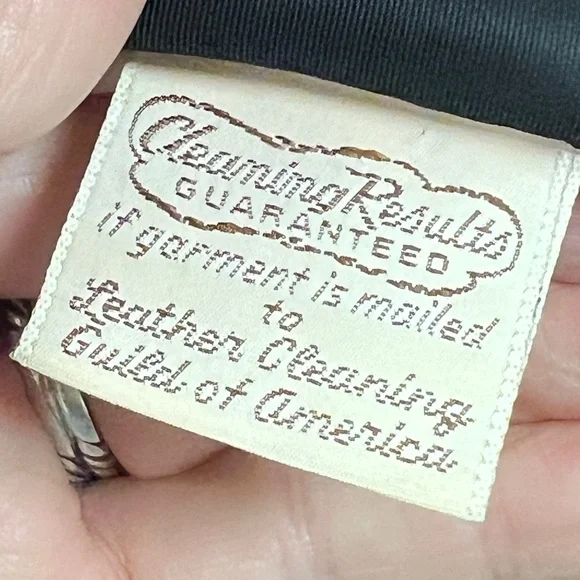 Cleaning Results
GUARANTEED
if garment is mailed
to
Leather Cleaning
Guild of America